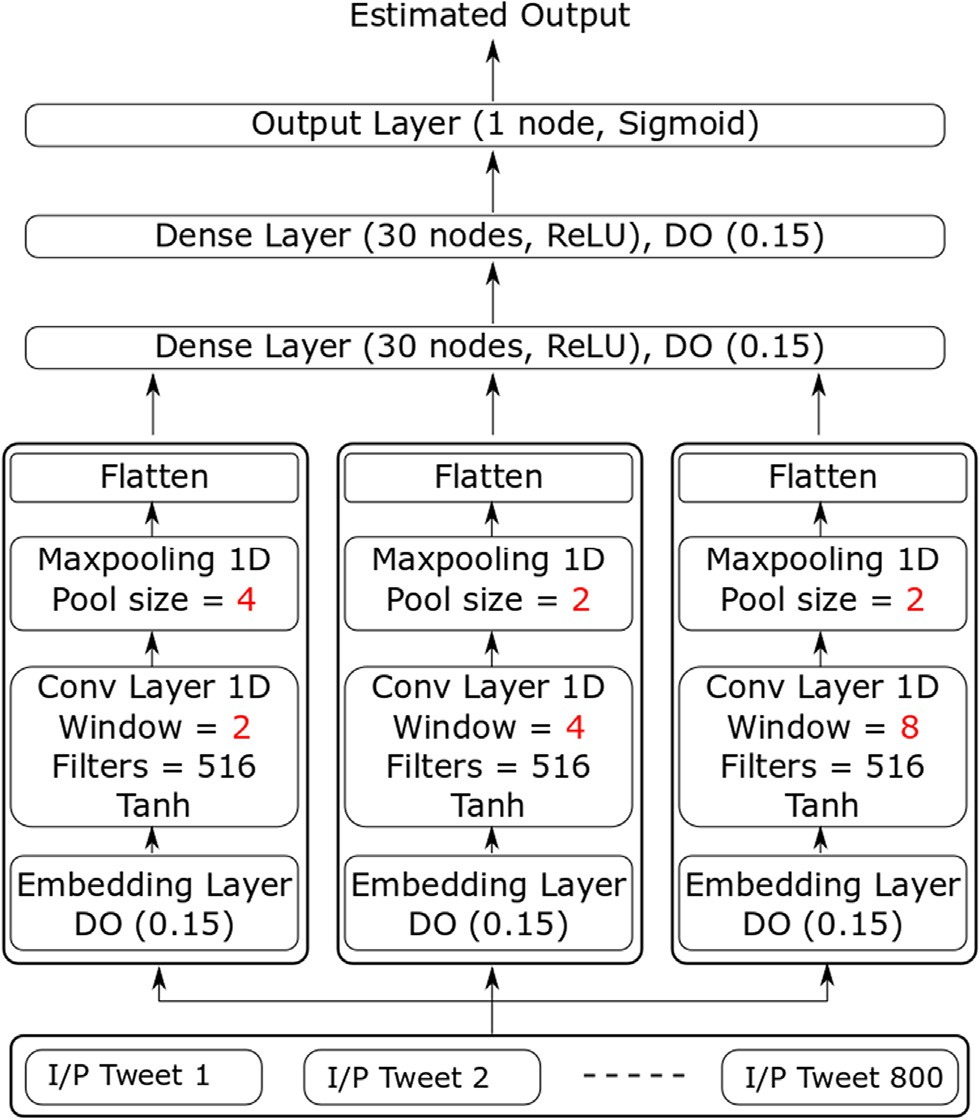 Estimated Output
Output Layer (1 node, Sigmoid)
Dense Layer (30 nodes, ReLU), DO (0.15)
Dense Layer (30 nodes, ReLU), DO (0.15)
Flatten
Maxpooling 1D
Pool size = 4
Conv Layer 1D
Window = 2
Filters = 516
Tanh
Embedding Layer
DO (0.15)
Flatten
Maxpooling 1D
Pool size = 2
Conv Layer 1D
Window = 4
Filters = 516
Tanh
Embedding Layer
DO (0.15)
Flatten
Maxpooling 1D
Pool size = 2
Conv Layer 1D
Window = 8
Filters = 516
Tanh
Embedding Layer
DO (0.15)
I/P Tweet 1
I/P Tweet 2
I/P Tweet 800